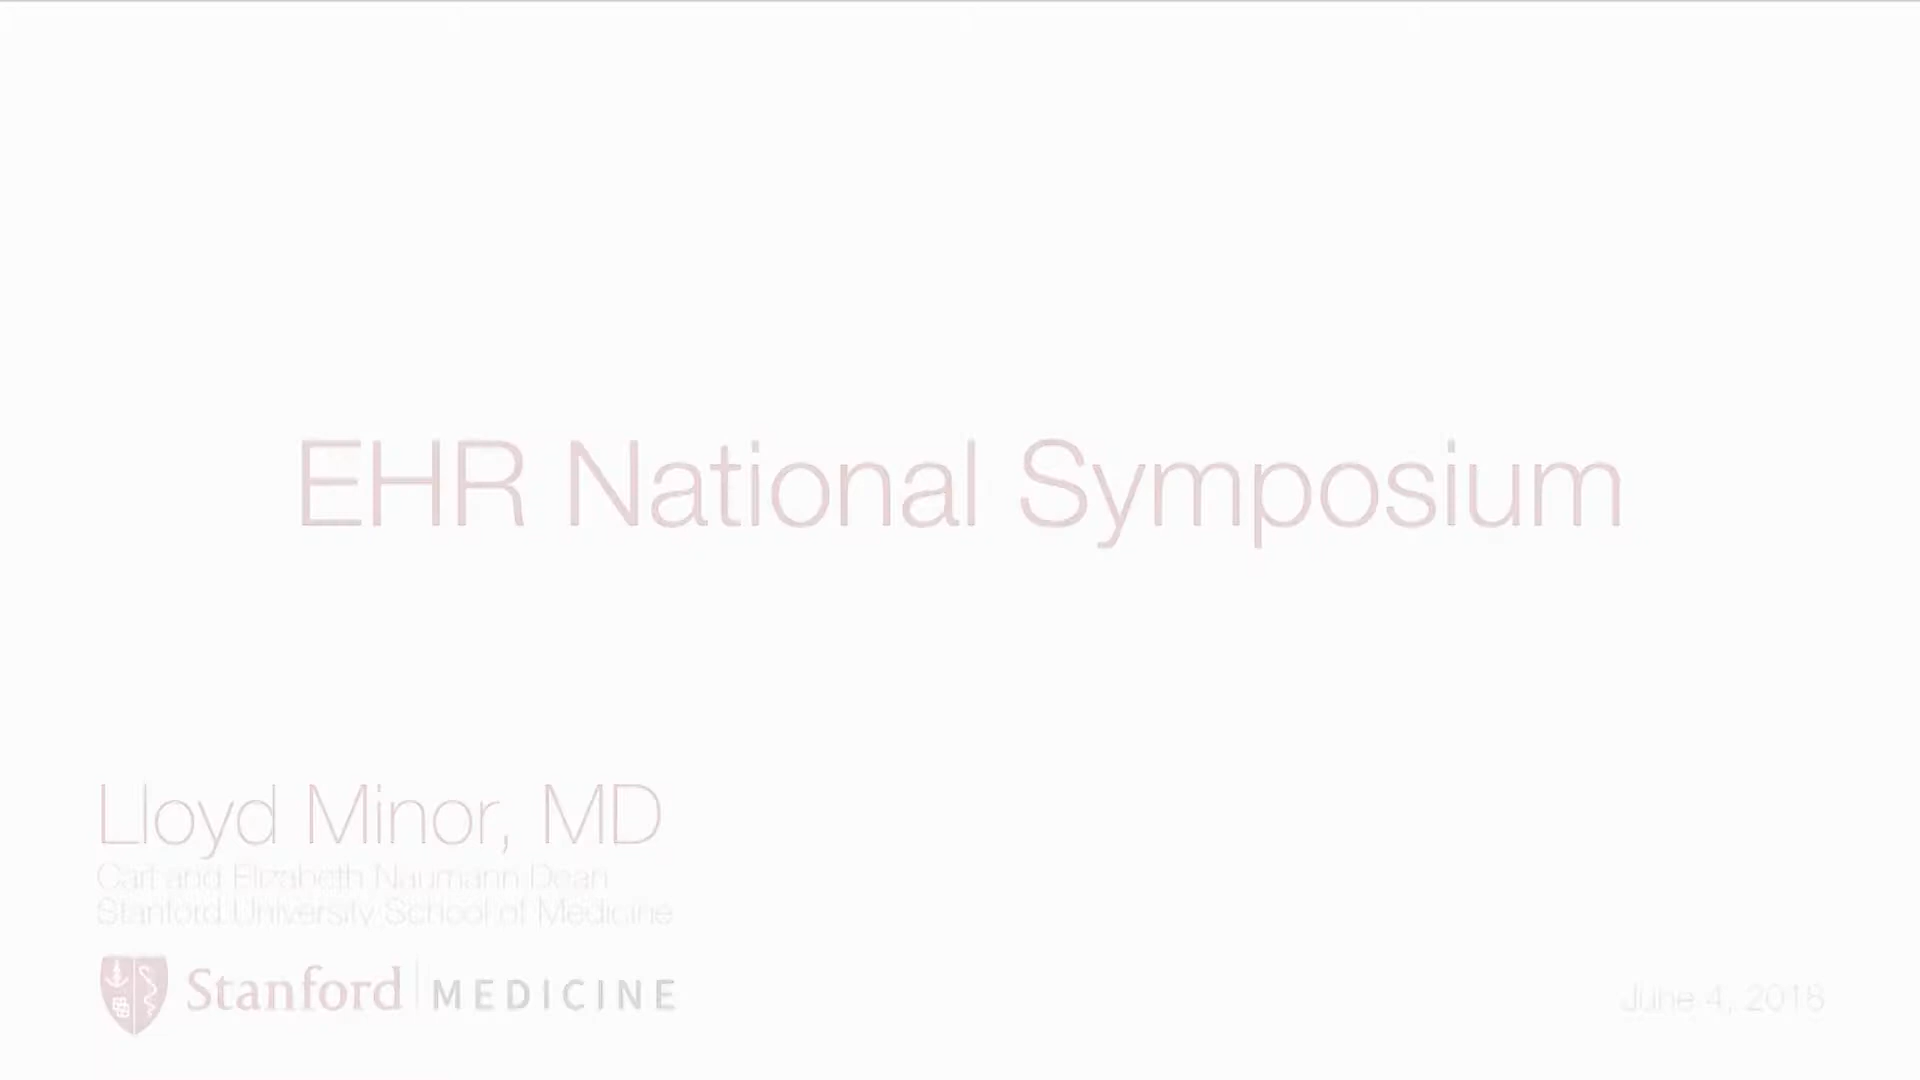 EHR National Symposium
Lloyd Minor, MD
Carl and Elizabeth Naumann Dean
Stanford University School of Medicine
Stanford MEDICINE
June 4, 2018